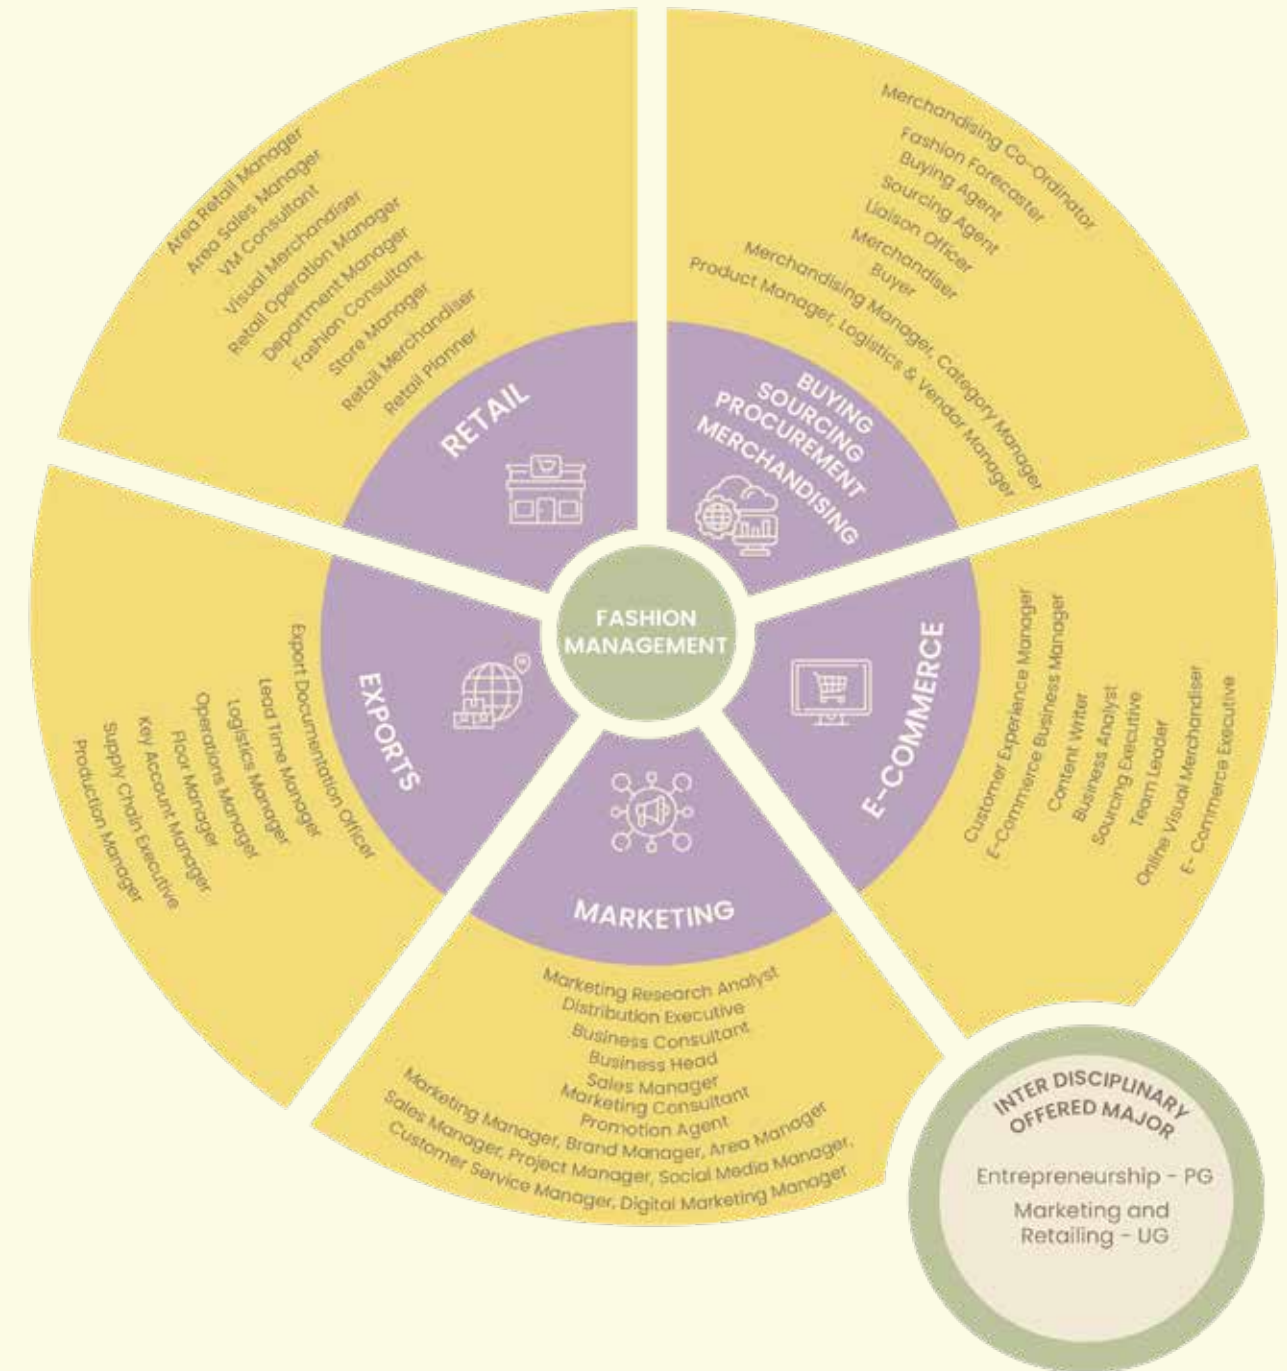 FASHION
MANAGEMENT
RETAIL
Area Retail Manager
Area Sales Manager
VM Consultant
Visual Merchandiser
Retail Operation Manager
Department Manager
Fashion Consultant
Store Manager
Retail Merchandiser
Retail Planner
BUYING
SOURCING
PROCUREMENT
MERCHANDISING
Merchandising Co-Ordinator
Fashion Forecaster
Buying Agent
Sourcing Agent
Liaison Officer
Merchandiser
Buyer
Merchandising Manager, Category Manager
Product Manager, Logistics & Vendor Manager
E-COMMERCE
Customer Experience Manager
E-Commerce Business Manager
Content Writer
Business Analyst
Sourcing Executive
Team Leader
Online Visual Merchandiser
E- Commerce Executive
MARKETING
Marketing Research Analyst
Distribution Executive
Business Consultant
Business Head
Sales Manager
Marketing Consultant
Promotion Agent
Marketing Manager, Brand Manager, Area Manager
Sales Manager, Project Manager, Social Media Manager,
Customer Service Manager, Digital Marketing Manager
EXPORTS
Export Documentation Officer
Lead Time Manager
Logistics Manager
Operations Manager
Floor Manager
Key Account Manager
Supply Chain Executive
Production Manager
INTER DISCIPLINARY
OFFERED MAJOR
Entrepreneurship - PG
Marketing and
Retailing - UG